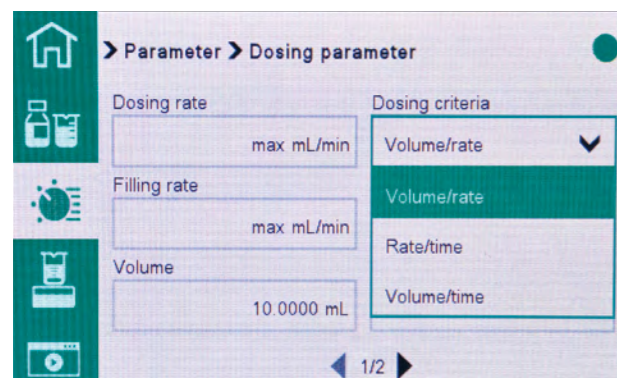 Parameter Dosing parameter
Dosing rate
max mL/min
Filling rate
max mL/min
Volume
10.0000 mL
Dosing criteria
Volume/rate
Volume/rate
Rate/time
Volume/time
1/2